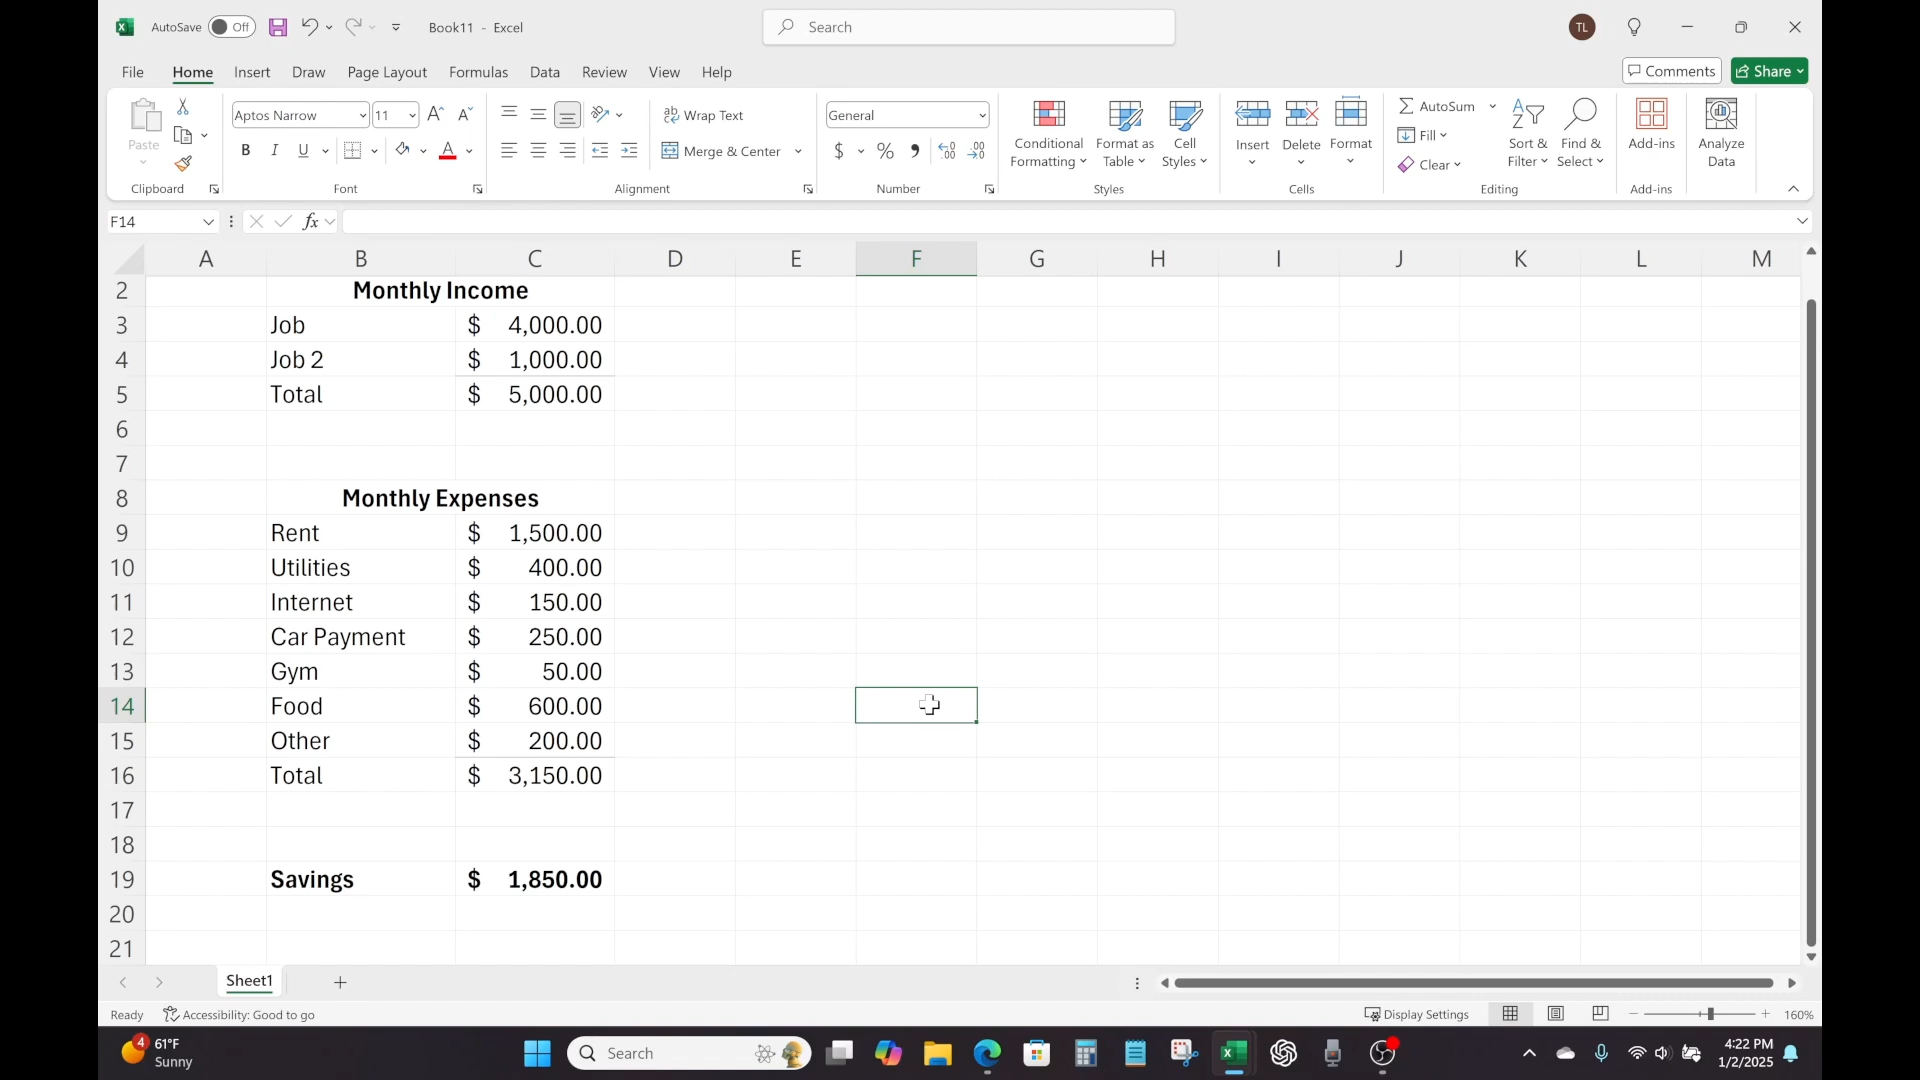 AutoSave Off Book11 - Excel Search TL
File Home Insert Draw Page Layout Formulas Data Review View Help Comments Share
Paste Aptos Narrow 11 A^ A˅ Wrap Text General Conditional Formatting Format as Table Cell Styles Insert Delete Format AutoSum Sort & Filter Find & Select Add-ins Analyze Data
B I U A Merge & Center $ % , .00 Fill
Clear
Clipboard Font Alignment Number Styles Cells Editing Add-ins
F14 fx
A B C D E F G H I J K L M
2 Monthly Income
3 Job $ 4,000.00
4 Job 2 $ 1,000.00
5 Total $ 5,000.00
6
7
8 Monthly Expenses
9 Rent $ 1,500.00
10 Utilities $ 400.00
11 Internet $ 150.00
12 Car Payment $ 250.00
13 Gym $ 50.00
14 Food $ 600.00
15 Other $ 200.00
16 Total $ 3,150.00
17
18
19 Savings $ 1,850.00
20
21
Sheet1
Ready Accessibility: Good to go Display Settings 160%
4 61°F Search 4:22 PM
Sunny 1/2/2025